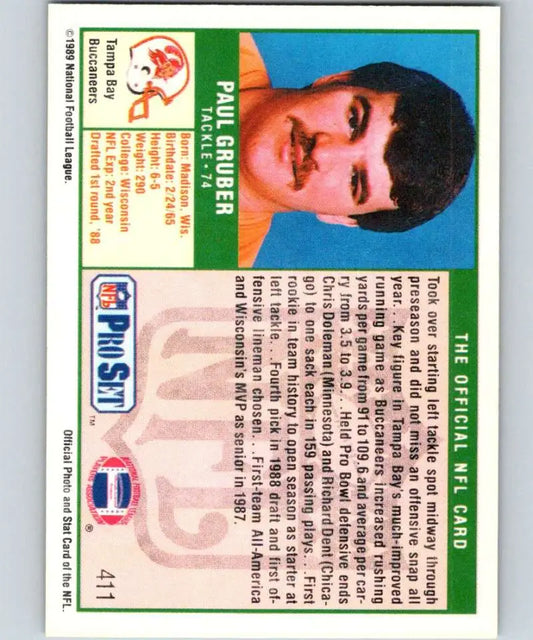 THE OFFICIAL NFL CARD
PAUL GRUBER
TACKLE • 74
Tampa Bay
Buccaneers
Born: Madison, Wis.
Birthdate: 2/24/65
Height: 6-5
Weight: 290
College: Wisconsin
NFL Exp: 2nd year
Drafted 1st round, '88
Took over starting left tackle spot midway through
preseason and did not miss an offensive snap all
year. . .Key figure in Tampa Bay's much-improved
running game as Buccaneers increased rushing
yards per game from 91 to 109.6 and average per car-
ry from 3.5 to 3.9. . . Held Pro Bowl defensive ends
Chris Doleman (Minnesota) and Richard Dent (Chica-
go) to one sack each in 159 passing plays. . . First
rookie in team history to open season as starter at
left tackle. . .Fourth pick in 1988 draft and first of-
fensive lineman chosen. . .First-team All-America
and Wisconsin's MVP as senior in 1987.
NFL
NFL PRO SET ™
NATIONAL FOOTBALL LEAGUE
PLAYERS ASSOCIATION ®
411
©1989 National Football League.
Official Photo and Stat Card of the NFL.